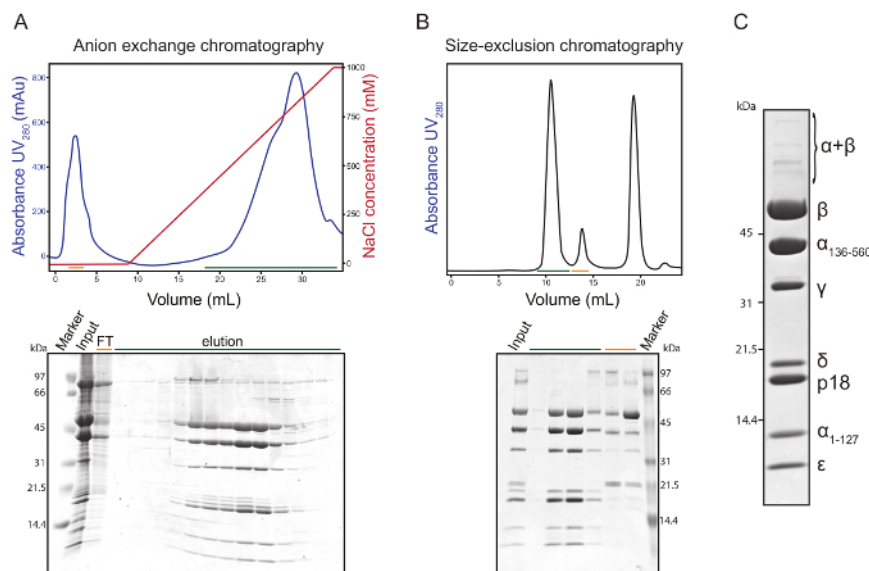 A
Anion exchange chromatography
Absorbance UV280 (mAu)
800
600
400
200
0
NaCl concentration (mM)
1000
750
500
250
0
0 5 10 15 20 25 30
Volume (mL)
Marker
Input
FT
elution
kDa
97
66
45
31
21.5
14.4
B
Size-exclusion chromatography
Absorbance UV280
0 5 10 15 20
Volume (mL)
Input
Marker
kDa
97
66
45
31
21.5
14.4
C
kDa
45
31
21.5
14.4
α+β
β
α136-560
γ
δ
p18
α1-127
ε